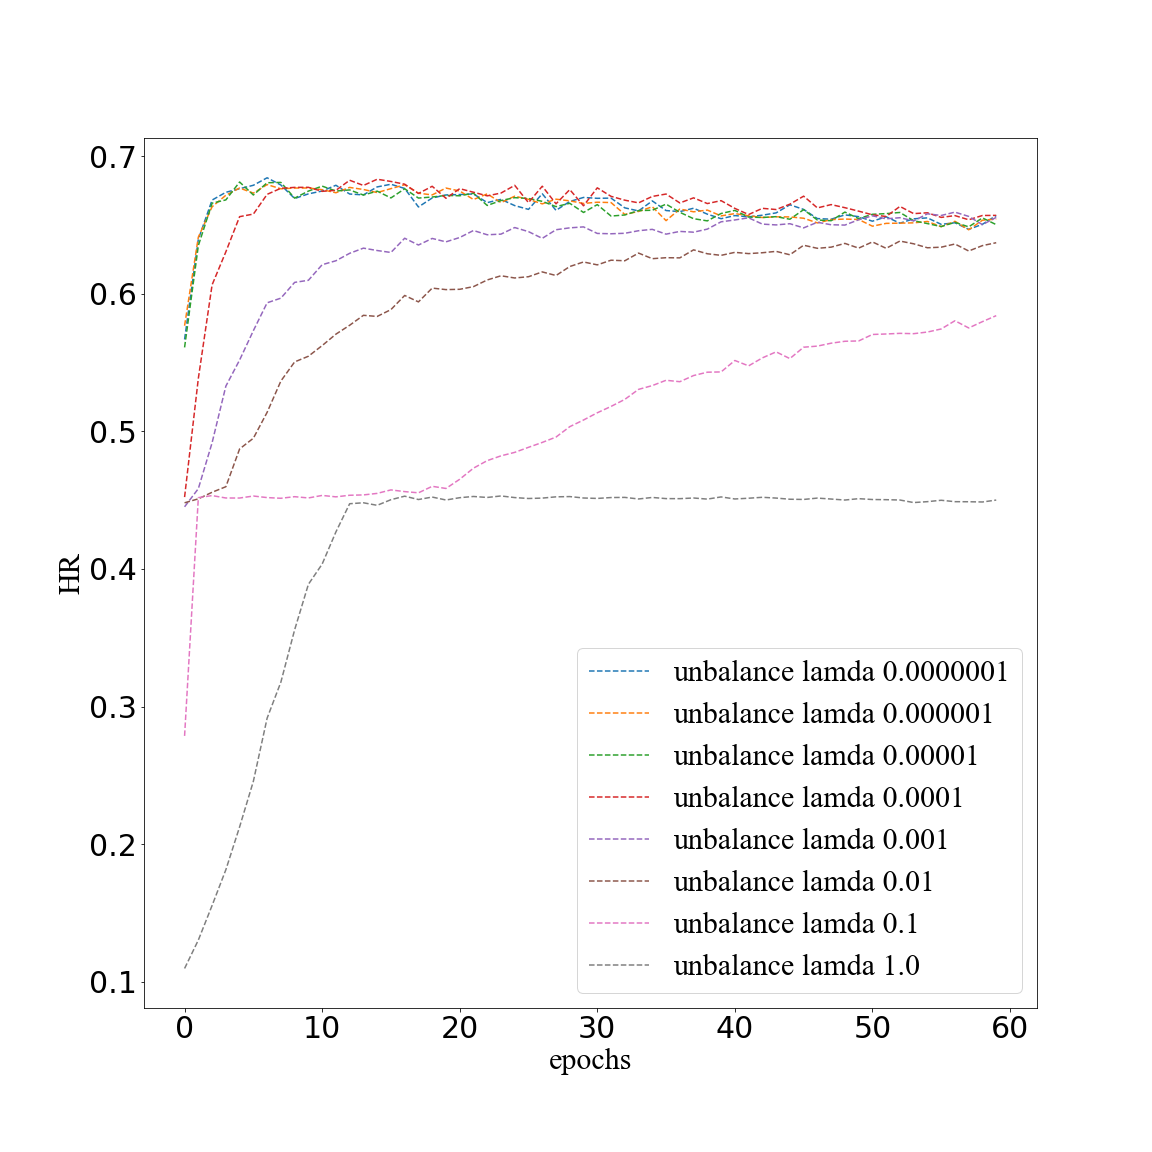 0.7
0.6
0.5
0.4
0.3
0.2
0.1
HR
unbalance lamda 0.0000001
unbalance lamda 0.000001
unbalance lamda 0.00001
unbalance lamda 0.0001
unbalance lamda 0.001
unbalance lamda 0.01
unbalance lamda 0.1
unbalance lamda 1.0
0 10 20 30 40 50 60
epochs